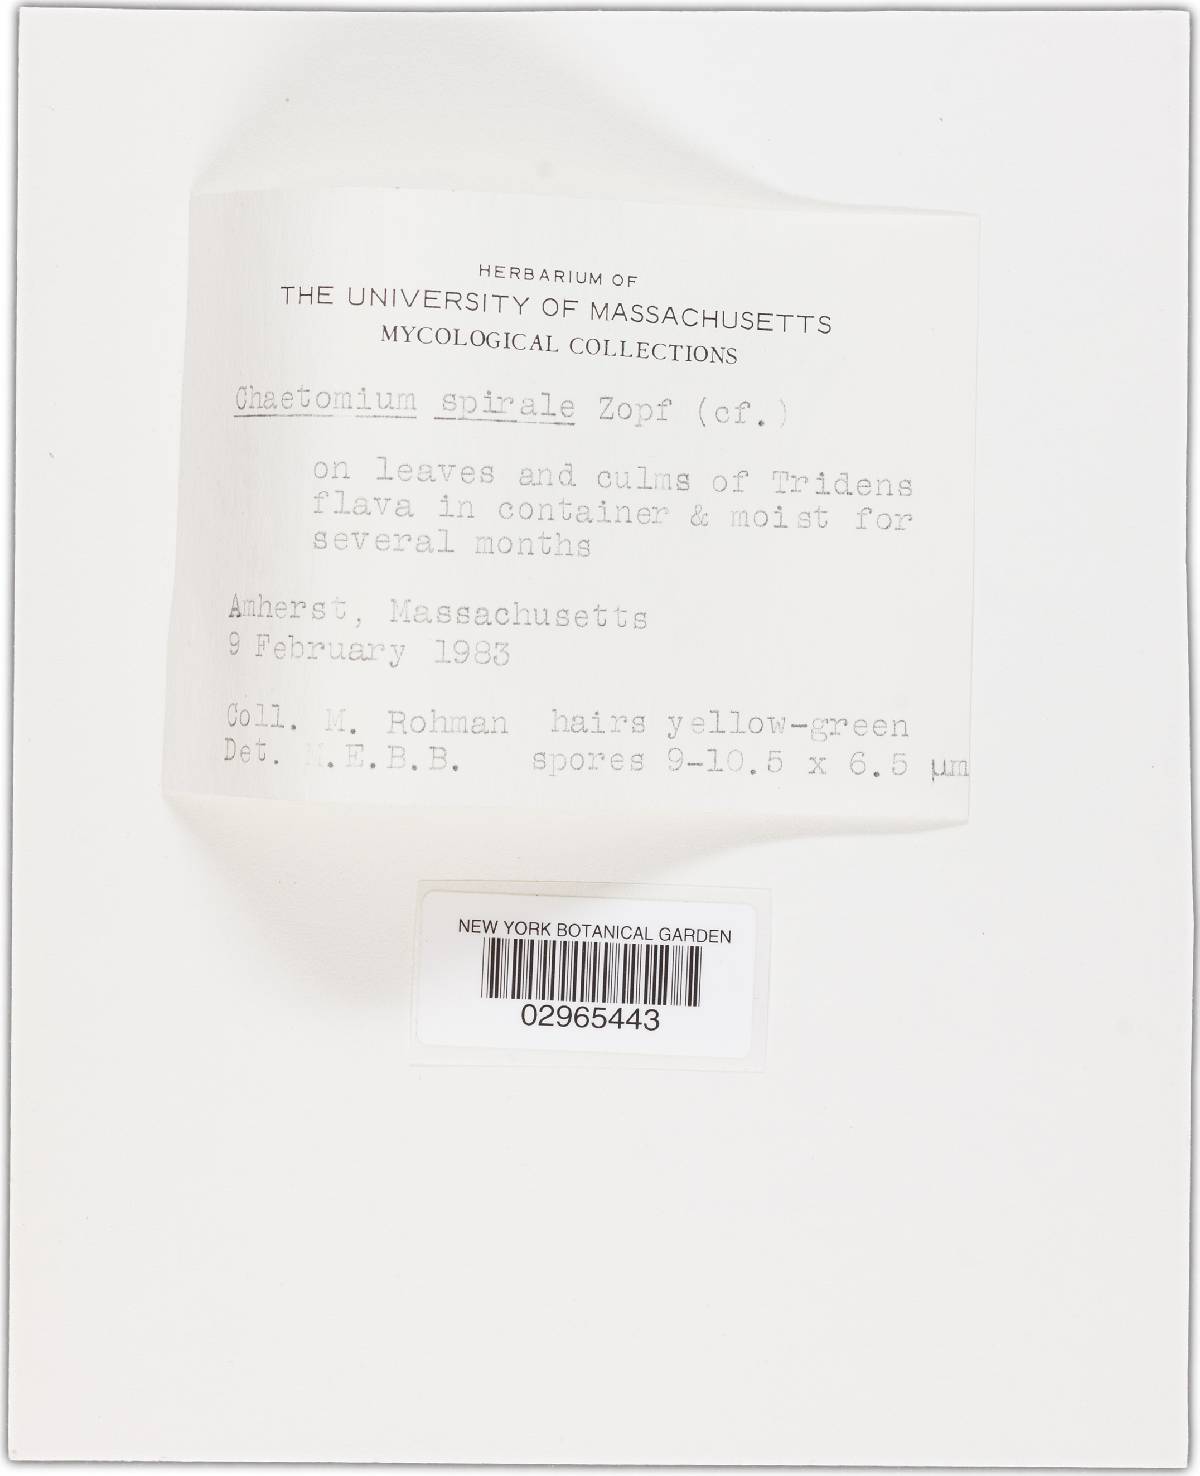 HERBARIUM OF
THE UNIVERSITY OF MASSACHUSETTS
MYCOLOGICAL COLLECTIONS
Chaetomium spirale Zopf (cf.)
on leaves and culms of Tridens
flava in container & moist for
several months
Amherst, Massachusetts
9 February 1983
Coll. M. Rohman hairs yellow-green
Det. M.E.B.B. spores 9-10.5 x 6.5 µm
NEW YORK BOTANICAL GARDEN
02965443